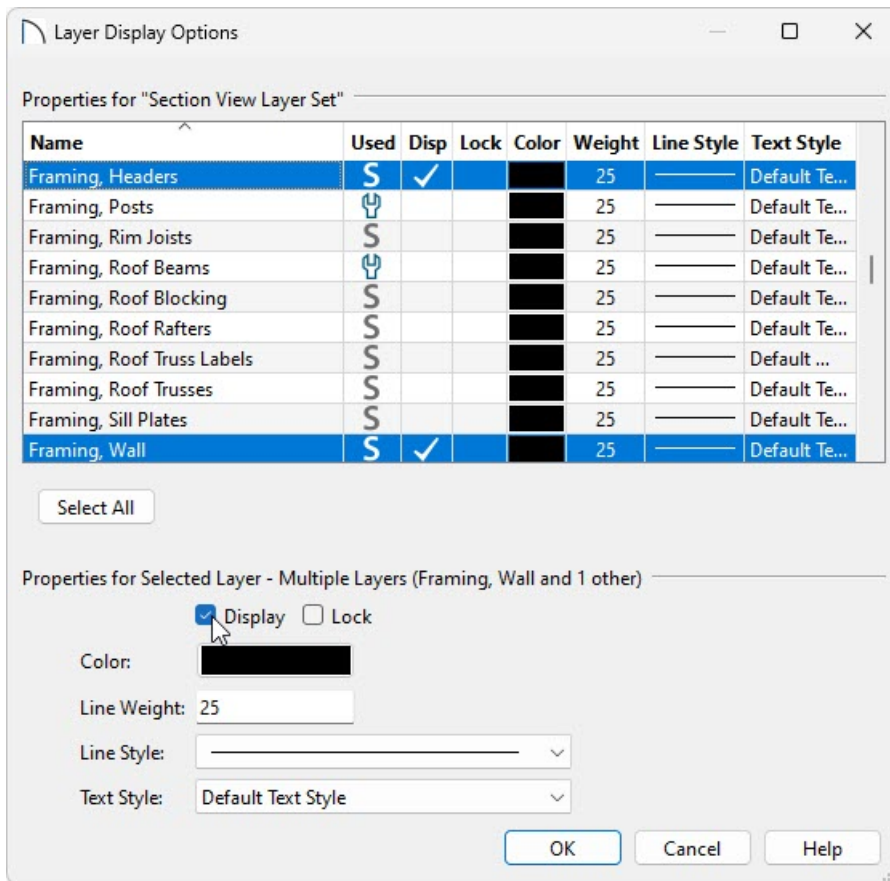 Layer Display Options
Properties for "Section View Layer Set"
Name Used Disp Lock Color Weight Line Style Text Style
Framing, Headers S 25 Default Te...
Framing, Posts 25 Default Te...
Framing, Rim Joists S 25 Default Te...
Framing, Roof Beams 25 Default Te...
Framing, Roof Blocking S 25 Default Te...
Framing, Roof Rafters S 25 Default Te...
Framing, Roof Truss Labels S 25 Default ...
Framing, Roof Trusses S 25 Default Te...
Framing, Sill Plates S 25 Default Te...
Framing, Wall S 25 Default Te...
Select All
Properties for Selected Layer - Multiple Layers (Framing, Wall and 1 other)
Display Lock
Color:
Line Weight: 25
Line Style:
Text Style: Default Text Style
OK Cancel Help